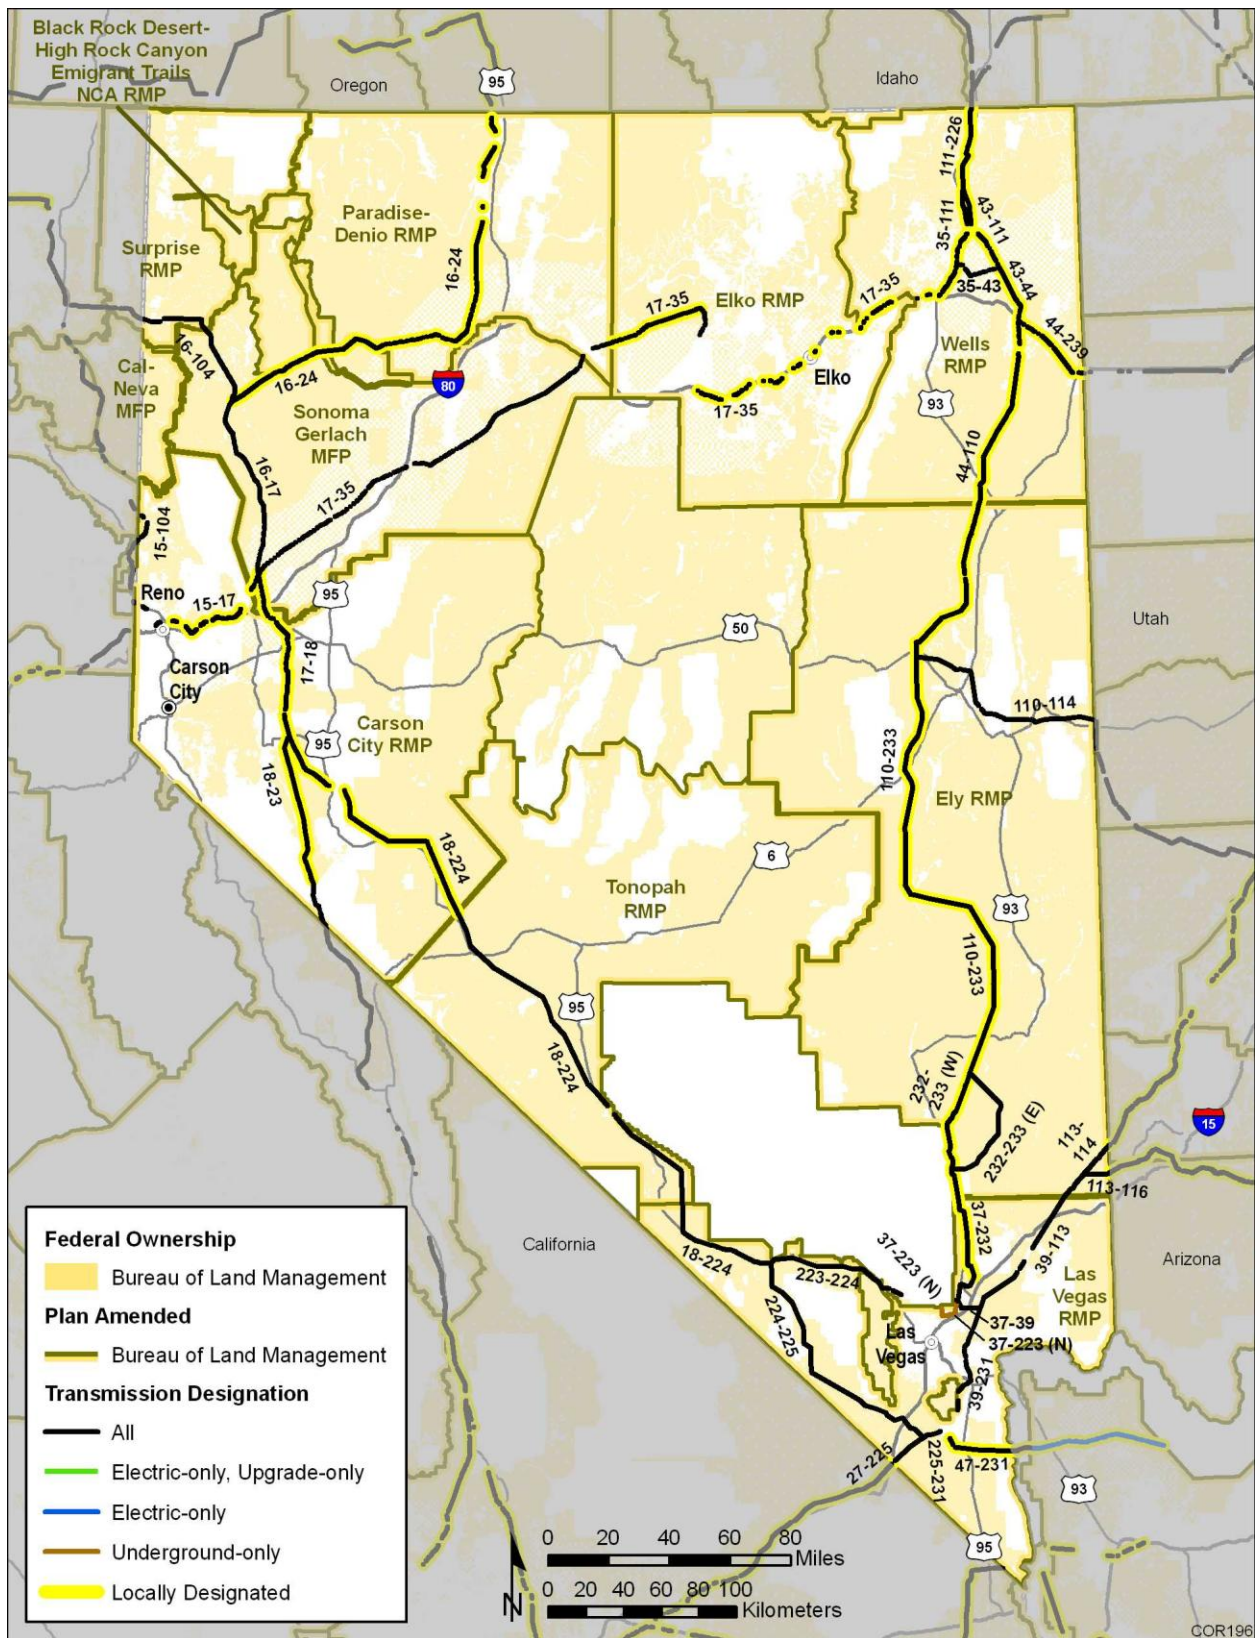 Black Rock Desert-
High Rock Canyon
Emigrant Trails
NCA RMP
Oregon
95
Idaho
111-226
Paradise-
Denio RMP
Surprise
RMP
16-24
35-111
43-111
43-44
35-43
17-35
Elko RMP
17-35
44-239
16-104
Cal-
Neva
MFP
16-24
80
Sonoma
Gerlach
MFP
Elko
17-35
Wells
RMP
93
44-110
16-17
17-35
15-104
Reno
15-17
95
50
Utah
Carson
City
17-18
110-114
Carson
City RMP
95
18-23
110-233
Ely RMP
18-224
6
Tonopah
RMP
93
110-233
95
18-224
232-
233 (W)
232-233 (E)
113-
114
15
113-116
37-232
California
18-224
223-224
37-223 (N)
39-113
Arizona
Las
Vegas
RMP
224-225
Las
Vegas
37-39
37-223 (N)
39-231
27-225
225-231
47-231
93
95
Federal Ownership
Bureau of Land Management
Plan Amended
Bureau of Land Management
Transmission Designation
All
Electric-only, Upgrade-only
Electric-only
Underground-only
Locally Designated
N
0 20 40 60 80
Miles
0 20 40 60 80 100
Kilometers
COR196